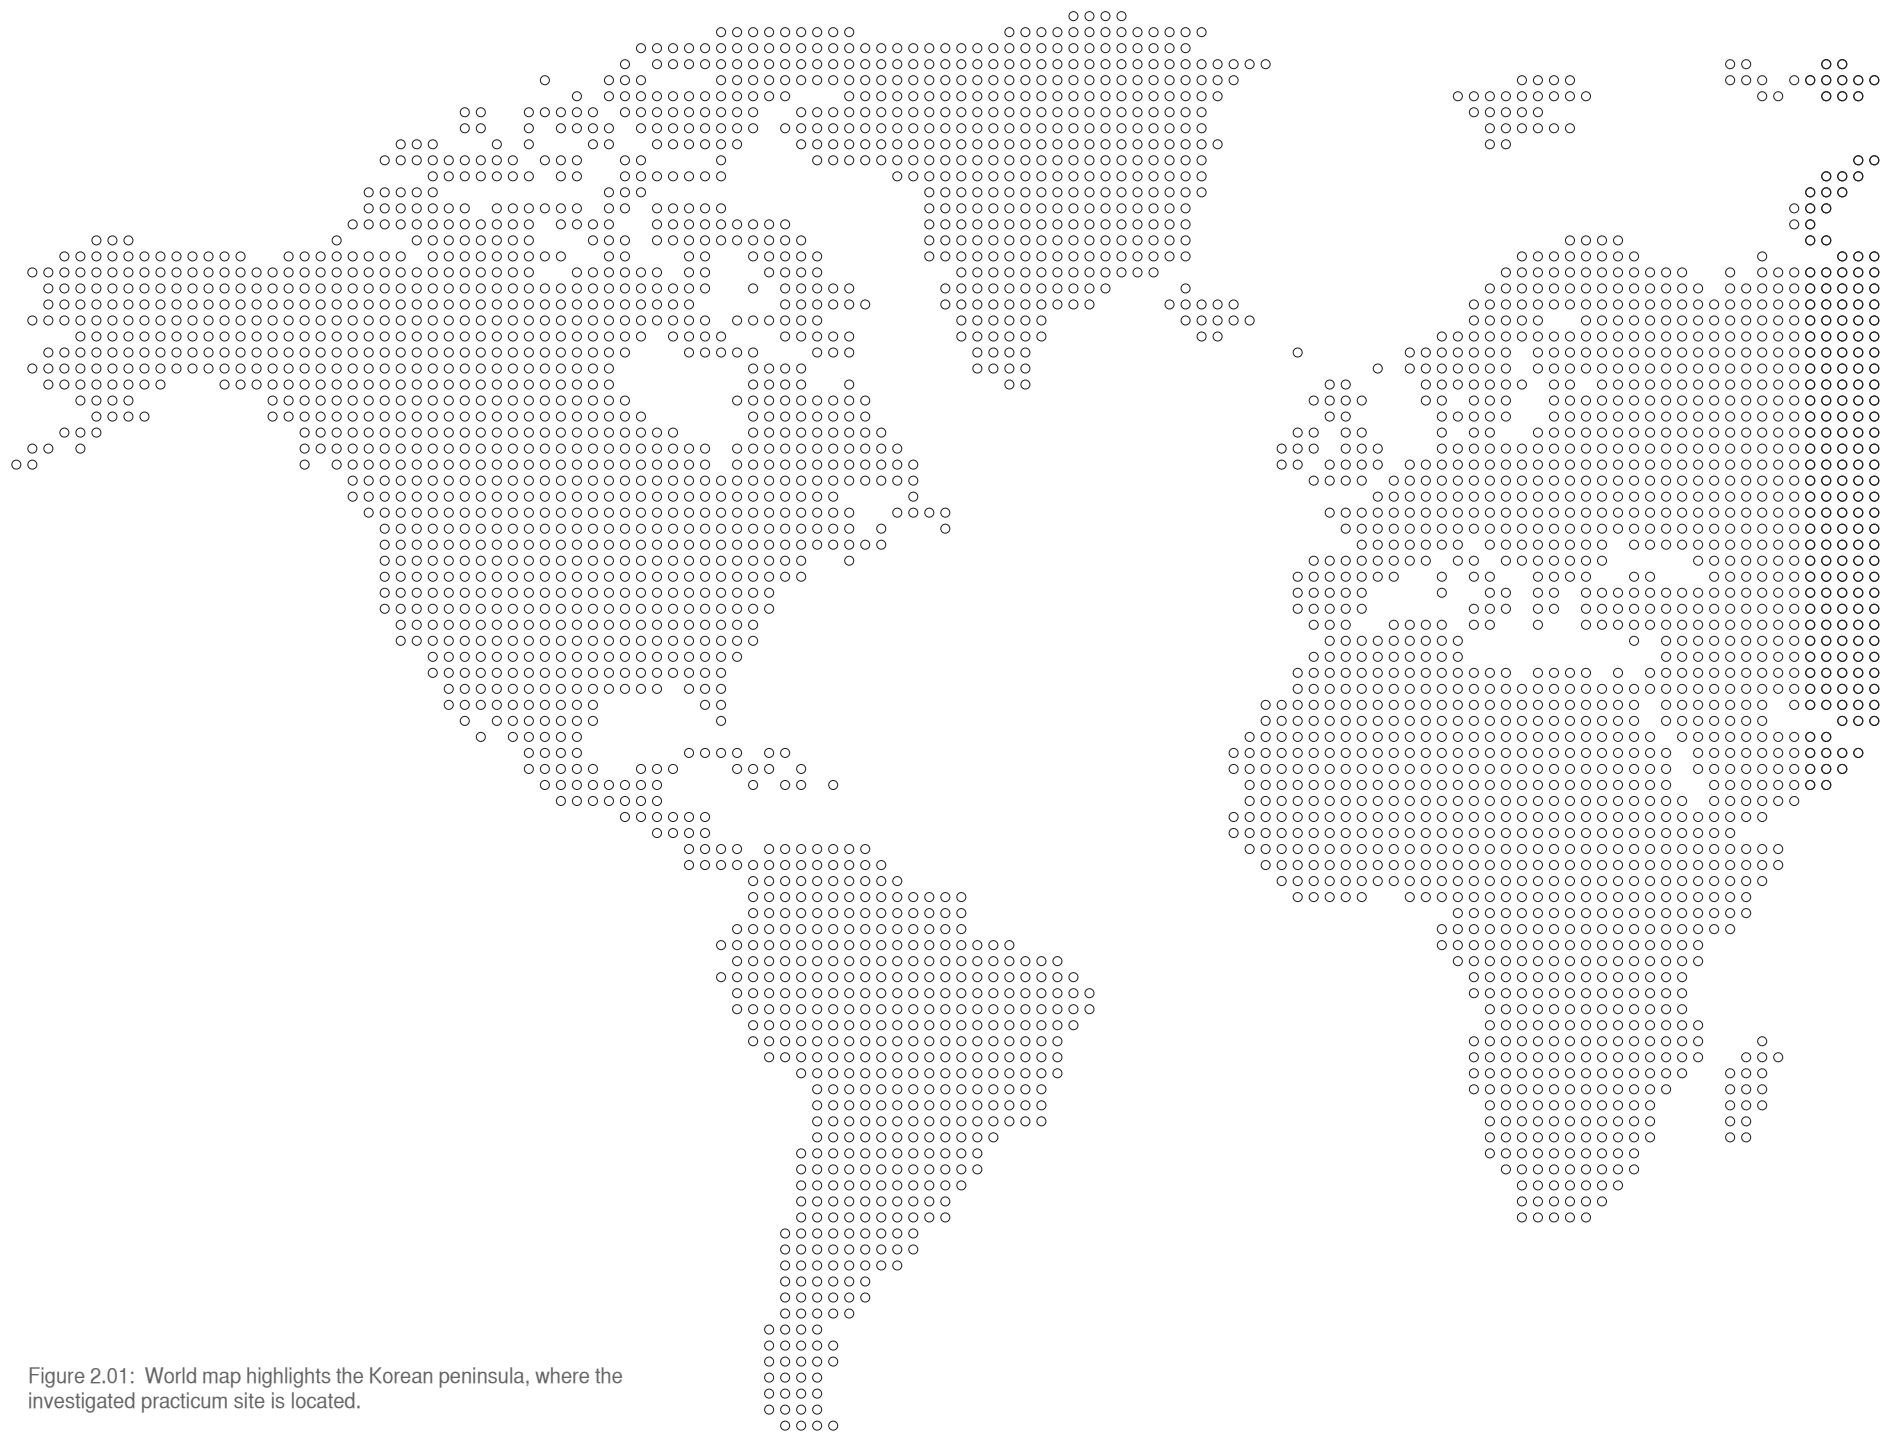 Figure 2.01:  World map highlights the Korean peninsula, where the
investigated practicum site is located.